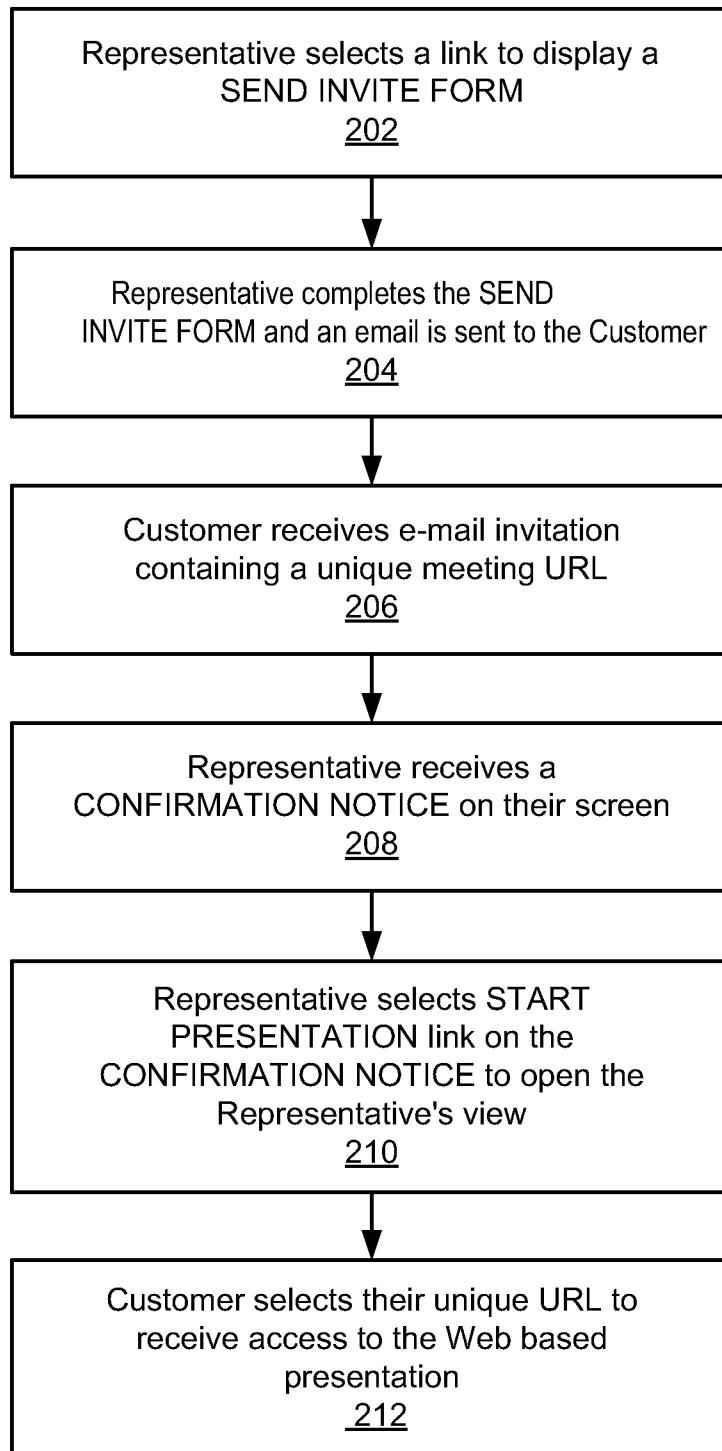 Representative selects a link to display a
SEND INVITE FORM
202
Representative completes the SEND
INVITE FORM and an email is sent to the Customer
204
Customer receives e-mail invitation
containing a unique meeting URL
206
Representative receives a
CONFIRMATION NOTICE on their screen
208
Representative selects START
PRESENTATION link on the
CONFIRMATION NOTICE to open the
Representative's view
210
Customer selects their unique URL to
receive access to the Web based
presentation
212